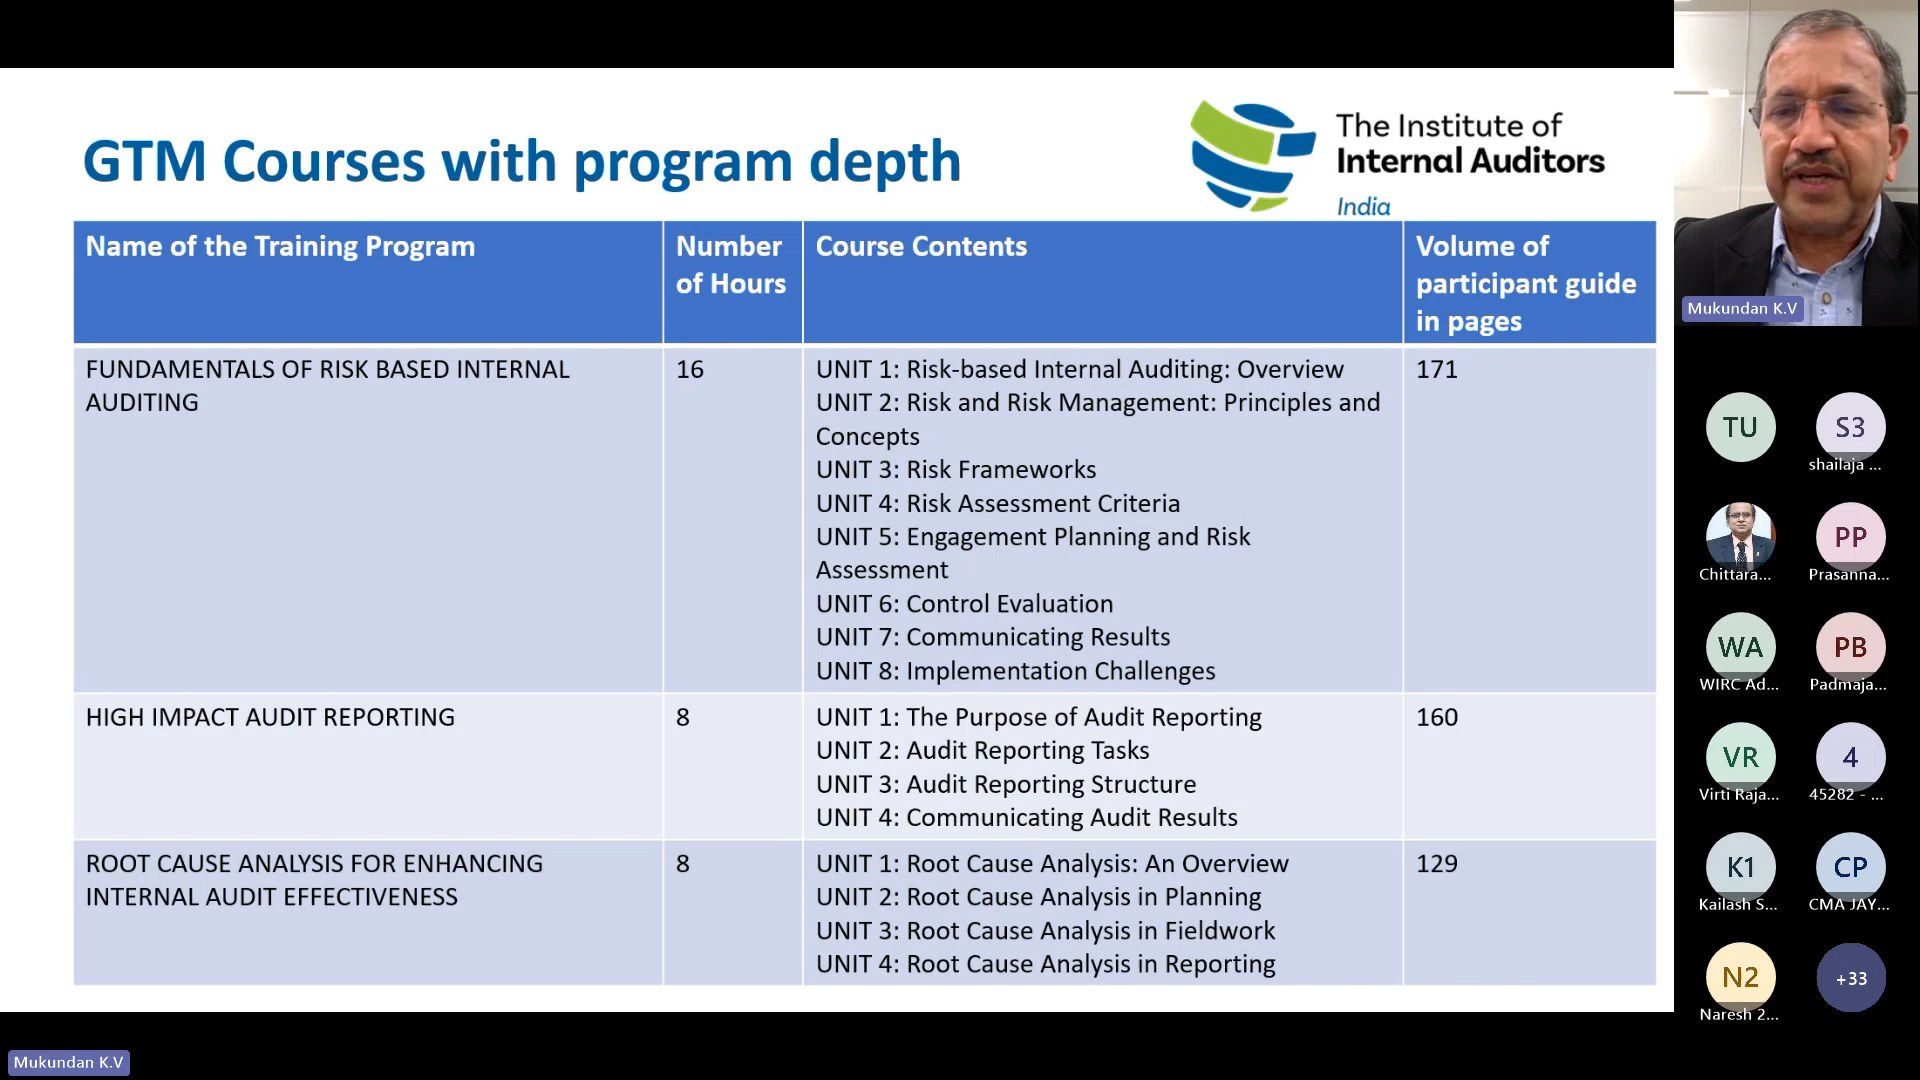 GTM Courses with program depth
The Institute of
Internal Auditors
India
Name of the Training Program
Number
of Hours
Course Contents
Volume of
participant guide
in pages
FUNDAMENTALS OF RISK BASED INTERNAL
AUDITING
16
UNIT 1: Risk-based Internal Auditing: Overview
UNIT 2: Risk and Risk Management: Principles and
Concepts
UNIT 3: Risk Frameworks
UNIT 4: Risk Assessment Criteria
UNIT 5: Engagement Planning and Risk
Assessment
UNIT 6: Control Evaluation
UNIT 7: Communicating Results
UNIT 8: Implementation Challenges
171
HIGH IMPACT AUDIT REPORTING
8
UNIT 1: The Purpose of Audit Reporting
UNIT 2: Audit Reporting Tasks
UNIT 3: Audit Reporting Structure
UNIT 4: Communicating Audit Results
160
ROOT CAUSE ANALYSIS FOR ENHANCING
INTERNAL AUDIT EFFECTIVENESS
8
UNIT 1: Root Cause Analysis: An Overview
UNIT 2: Root Cause Analysis in Planning
UNIT 3: Root Cause Analysis in Fieldwork
UNIT 4: Root Cause Analysis in Reporting
129
Mukundan K.V
TU
S3
shailaja ...
Chittara...
PP
Prasanna...
WA
WIRC Ad...
PB
Padmaja...
VR
Virti Raja...
4
45282 - ...
K1
Kailash S...
CP
CMA JAY...
N2
Naresh 2...
+33
Mukundan K.V